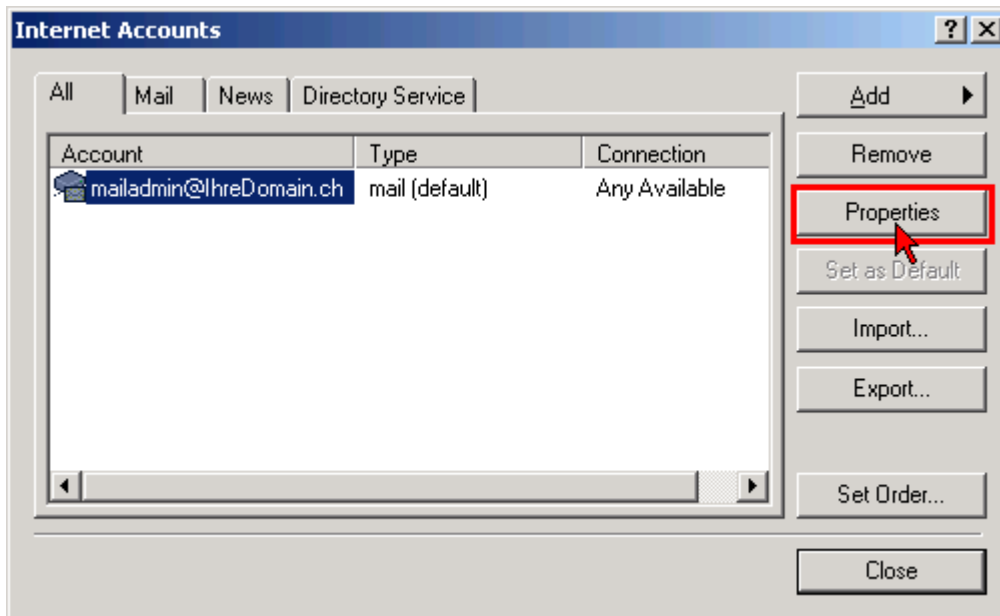 Internet Accounts
All Mail News Directory Service
Account Type Connection
mailadmin@IhreDomain.ch mail (default) Any Available
Add
Remove
Properties
Set as Default
Import...
Export...
Set Order...
Close